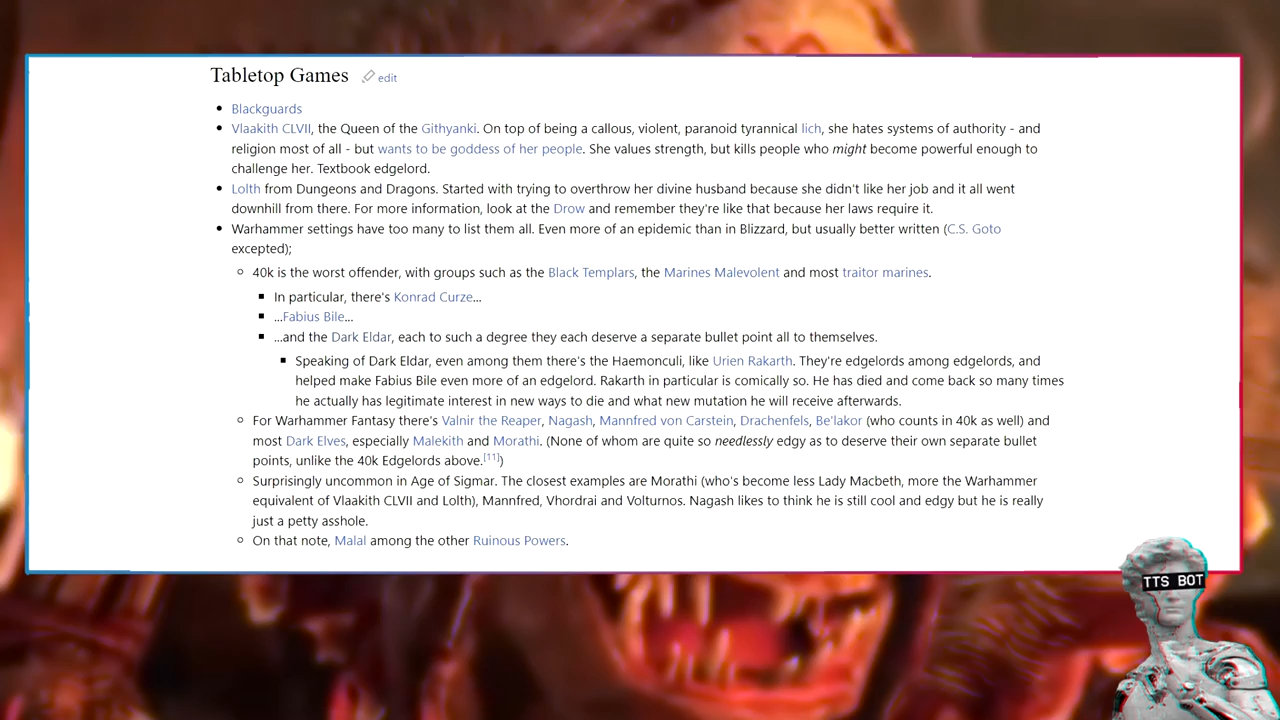 Tabletop Games edit
Blackguards
Vlaakith CLVII, the Queen of the Githyanki. On top of being a callous, violent, paranoid tyrannical lich, she hates systems of authority - and
religion most of all - but wants to be goddess of her people. She values strength, but kills people who might become powerful enough to
challenge her. Textbook edgelord.
Lolth from Dungeons and Dragons. Started with trying to overthrow her divine husband because she didn't like her job and it all went
downhill from there. For more information, look at the Drow and remember they're like that because her laws require it.
Warhammer settings have too many to list them all. Even more of an epidemic than in Blizzard, but usually better written (C.S. Goto
excepted);
40k is the worst offender, with groups such as the Black Templars, the Marines Malevolent and most traitor marines.
In particular, there's Konrad Curze...
...Fabius Bile...
...and the Dark Eldar, each to such a degree they each deserve a separate bullet point all to themselves.
Speaking of Dark Eldar, even among them there's the Haemonculi, like Urien Rakarth. They're edgelords among edgelords, and
helped make Fabius Bile even more of an edgelord. Rakarth in particular is comically so. He has died and come back so many times
he actually has legitimate interest in new ways to die and what new mutation he will receive afterwards.
For Warhammer Fantasy there's Valnir the Reaper, Nagash, Mannfred von Carstein, Drachenfels, Be'lakor (who counts in 40k as well) and
most Dark Elves, especially Malekith and Morathi. (None of whom are quite so needlessly edgy as to deserve their own separate bullet
points, unlike the 40k Edgelords above.[11])
Surprisingly uncommon in Age of Sigmar. The closest examples are Morathi (who's become less Lady Macbeth, more the Warhammer
equivalent of Vlaakith CLVII and Lolth), Mannfred, Vhordrai and Volturnos. Nagash likes to think he is still cool and edgy but he is really
just a petty asshole.
On that note, Malal among the other Ruinous Powers.
TTS BOT